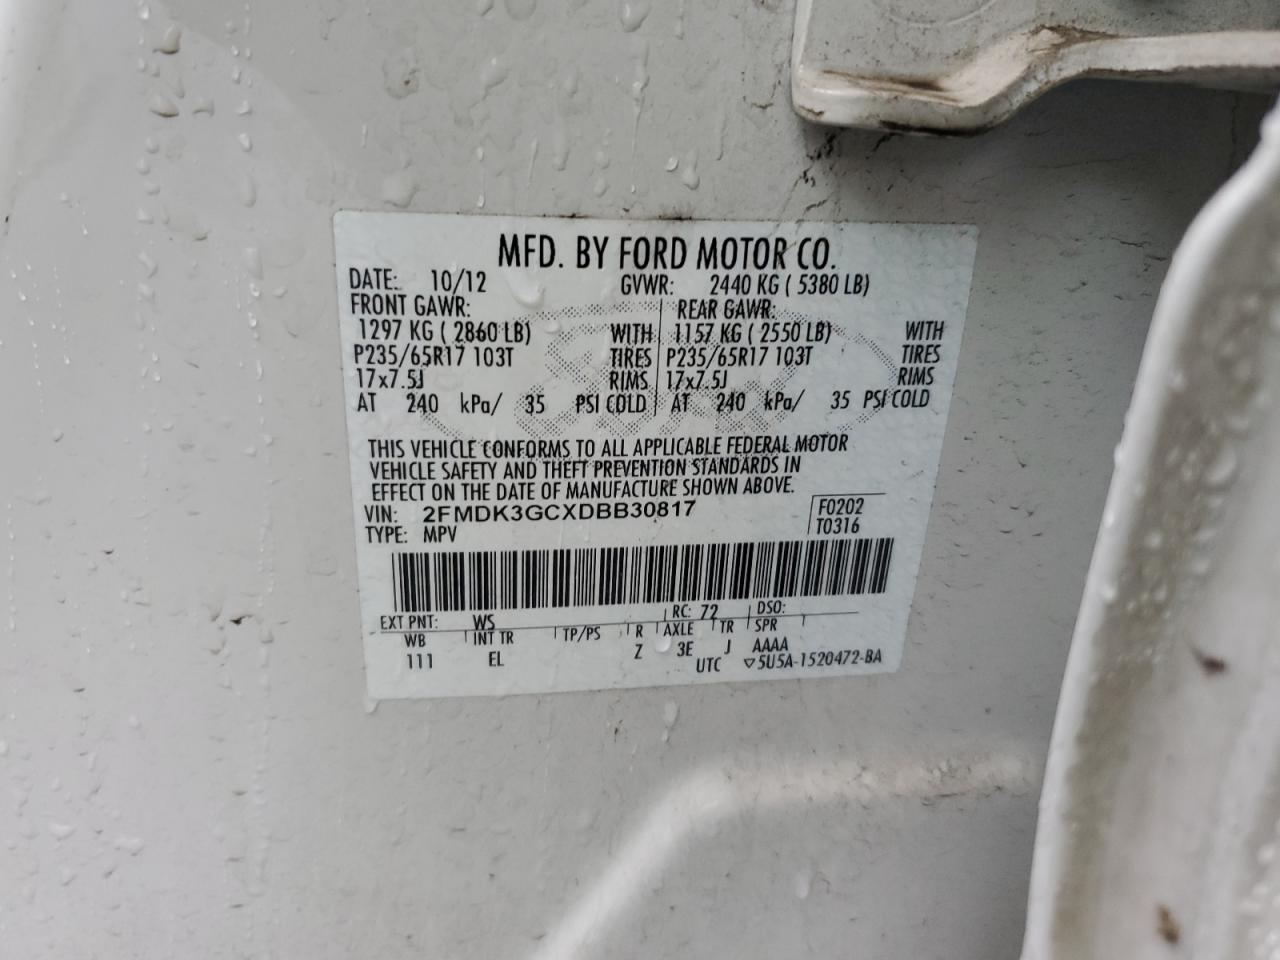 MFD. BY FORD MOTOR CO.
DATE: 10/12 GVWR: 2440 KG ( 5380 LB)
FRONT GAWR: REAR GAWR:
1297 KG ( 2860 LB) WITH 1157 KG ( 2550 LB) WITH
P235/65R17 103T TIRES P235/65R17 103T TIRES
17x7.5J RIMS 17x7.5J RIMS
AT 240 kPa/ 35 PSI COLD AT 240 kPa/ 35 PSI COLD
THIS VEHICLE CONFORMS TO ALL APPLICABLE FEDERAL MOTOR
VEHICLE SAFETY AND THEFT PREVENTION STANDARDS IN
EFFECT ON THE DATE OF MANUFACTURE SHOWN ABOVE.
VIN: 2FMDK3GCXDBB30817 F0202
TYPE: MPV T0316
EXT PNT: WS RC: 72 DSO:
WB INT TR TP/PS R AXLE TR SPR
111 EL Z 3E J AAAA
UTC ▽5U5A-1520472-BA